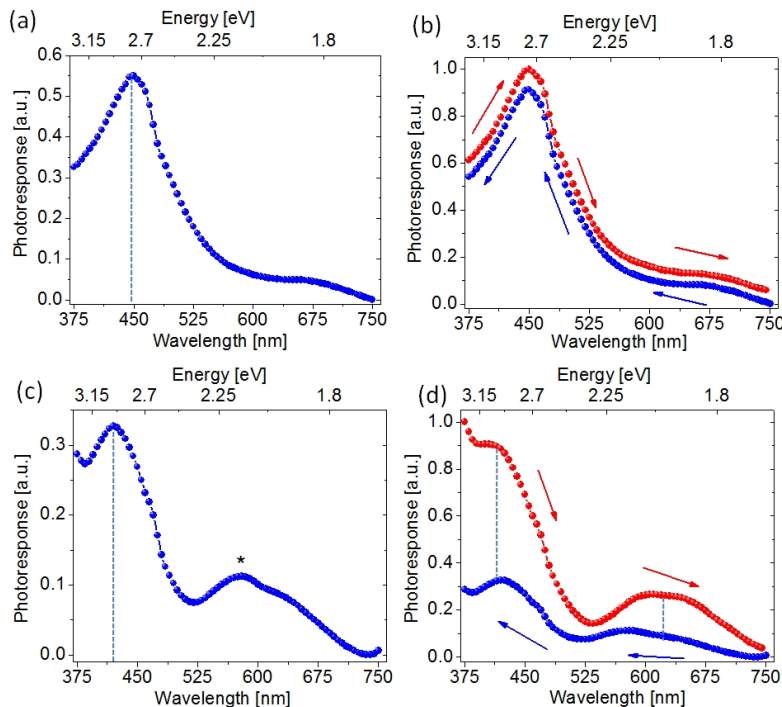 (a)
Energy [eV]
3.15 2.7 2.25 1.8
0.6
0.5
0.4
0.3
0.2
0.1
0.0
Photoresponse [a.u.]
375 450 525 600 675 750
Wavelength [nm]
(b)
Energy [eV]
3.15 2.7 2.25 1.8
1.0
0.8
0.6
0.4
0.2
0.0
Photoresponse [a.u.]
375 450 525 600 675 750
Wavelength [nm]
(c)
Energy [eV]
3.15 2.7 2.25 1.8
0.3
0.2
0.1
0.0
Photoresponse [a.u.]
*
375 450 525 600 675 750
Wavelength [nm]
(d)
Energy [eV]
3.15 2.7 2.25 1.8
1.0
0.8
0.6
0.4
0.2
0.0
Photoresponse [a.u.]
375 450 525 600 675 750
Wavelength [nm]